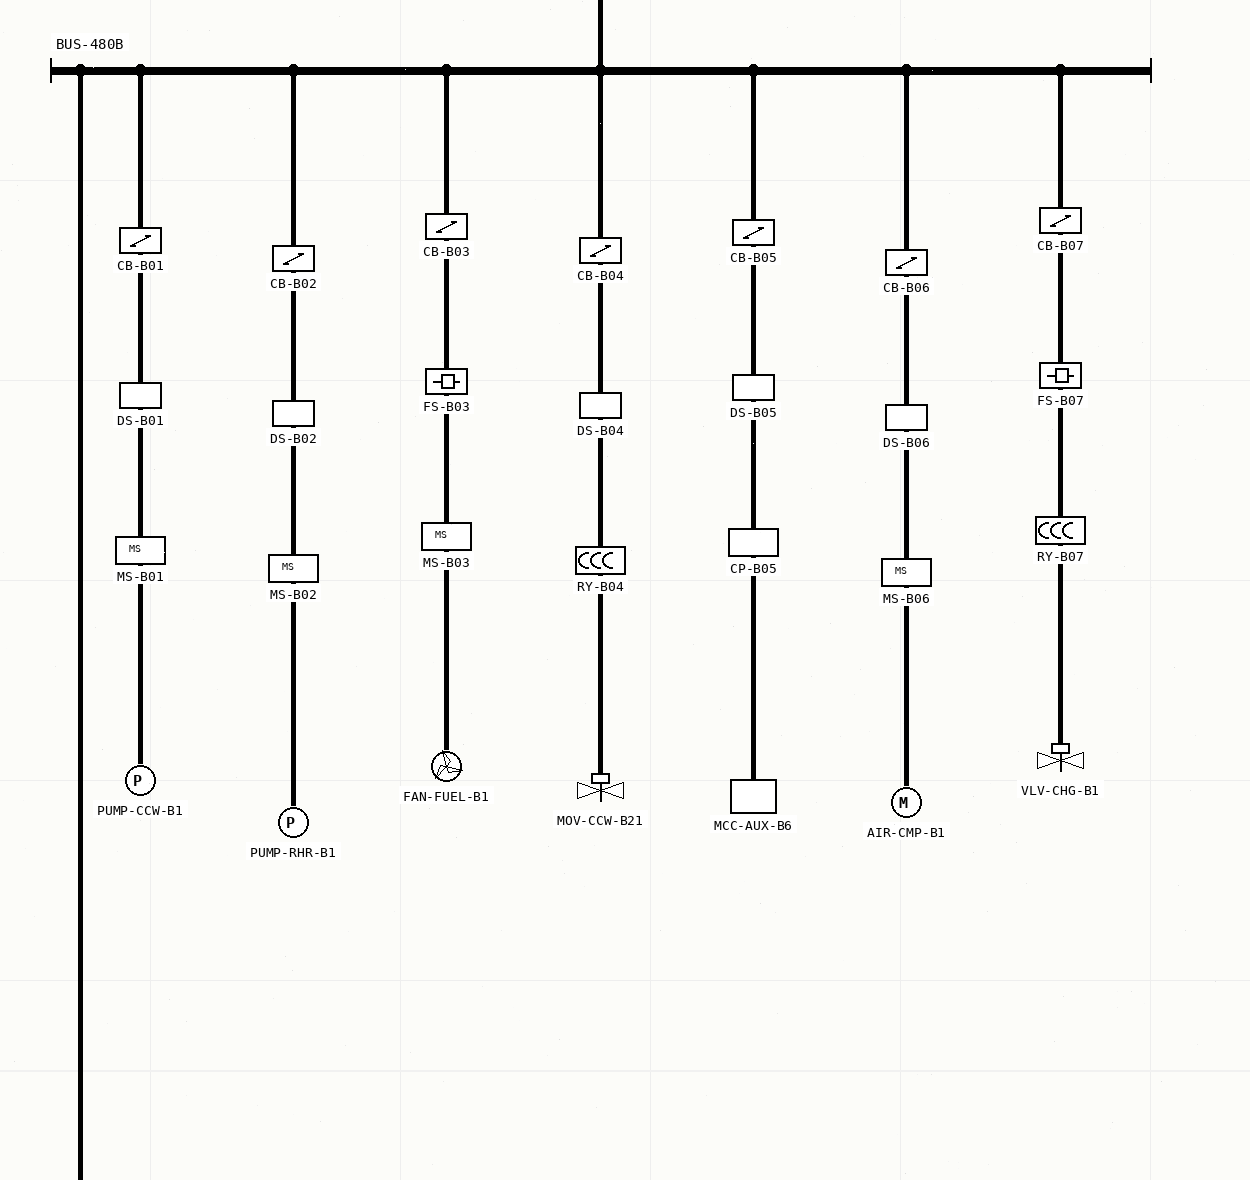 BUS-480B
CB-B01
CB-B02
CB-B03
CB-B04
CB-B05
CB-B06
CB-B07
DS-B01
DS-B02
FS-B03
DS-B04
DS-B05
DS-B06
FS-B07
MS
MS-B01
MS
MS-B02
MS
MS-B03
RY-B04
CP-B05
MS
MS-B06
RY-B07
P
PUMP-CCW-B1
P
PUMP-RHR-B1
FAN-FUEL-B1
MOV-CCW-B21
MCC-AUX-B6
M
AIR-CMP-B1
VLV-CHG-B1